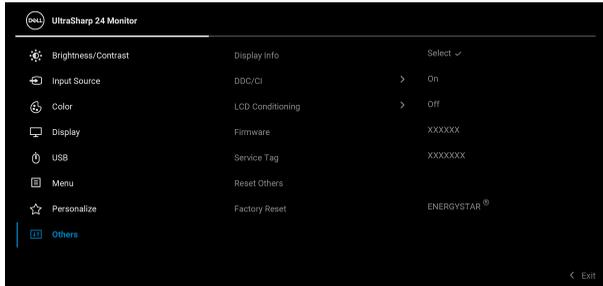 DELL UltraSharp 24 Monitor
Brightness/Contrast Display Info Select ✓
Input Source DDC/CI > On
Color LCD Conditioning > Off
Display Firmware XXXXXX
USB Service Tag XXXXXXX
Menu Reset Others
Personalize Factory Reset ENERGYSTAR ®
Others
< Exit